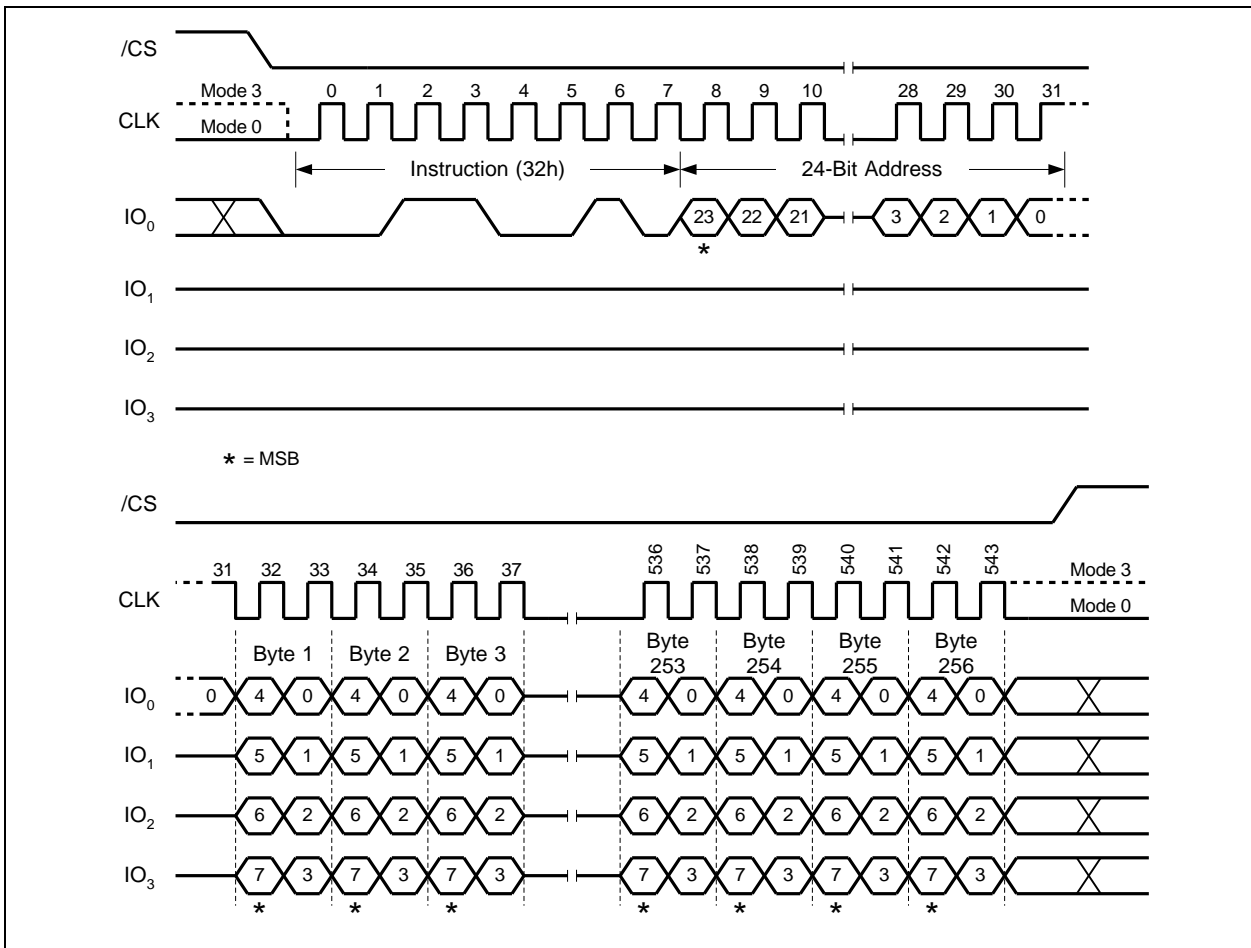 /CS
Mode 3 0 1 2 3 4 5 6 7 8 9 10 28 29 30 31
CLK
Mode 0
Instruction (32h) 24-Bit Address
IO0 23 22 21 3 2 1 0
*
IO1
IO2
IO3
* = MSB
/CS
31 32 33 34 35 36 37 536 537 538 539 540 541 542 543 Mode 3
CLK
Mode 0
Byte 1 Byte 2 Byte 3 Byte 253 Byte 254 Byte 255 Byte 256
IO0 0 4 0 4 0 4 0 4 0 4 0 4 0 4 0
IO1 5 1 5 1 5 1 5 1 5 1 5 1 5 1
IO2 6 2 6 2 6 2 6 2 6 2 6 2 6 2
IO3 7 3 7 3 7 3 7 3 7 3 7 3 7 3
* * * * * * *